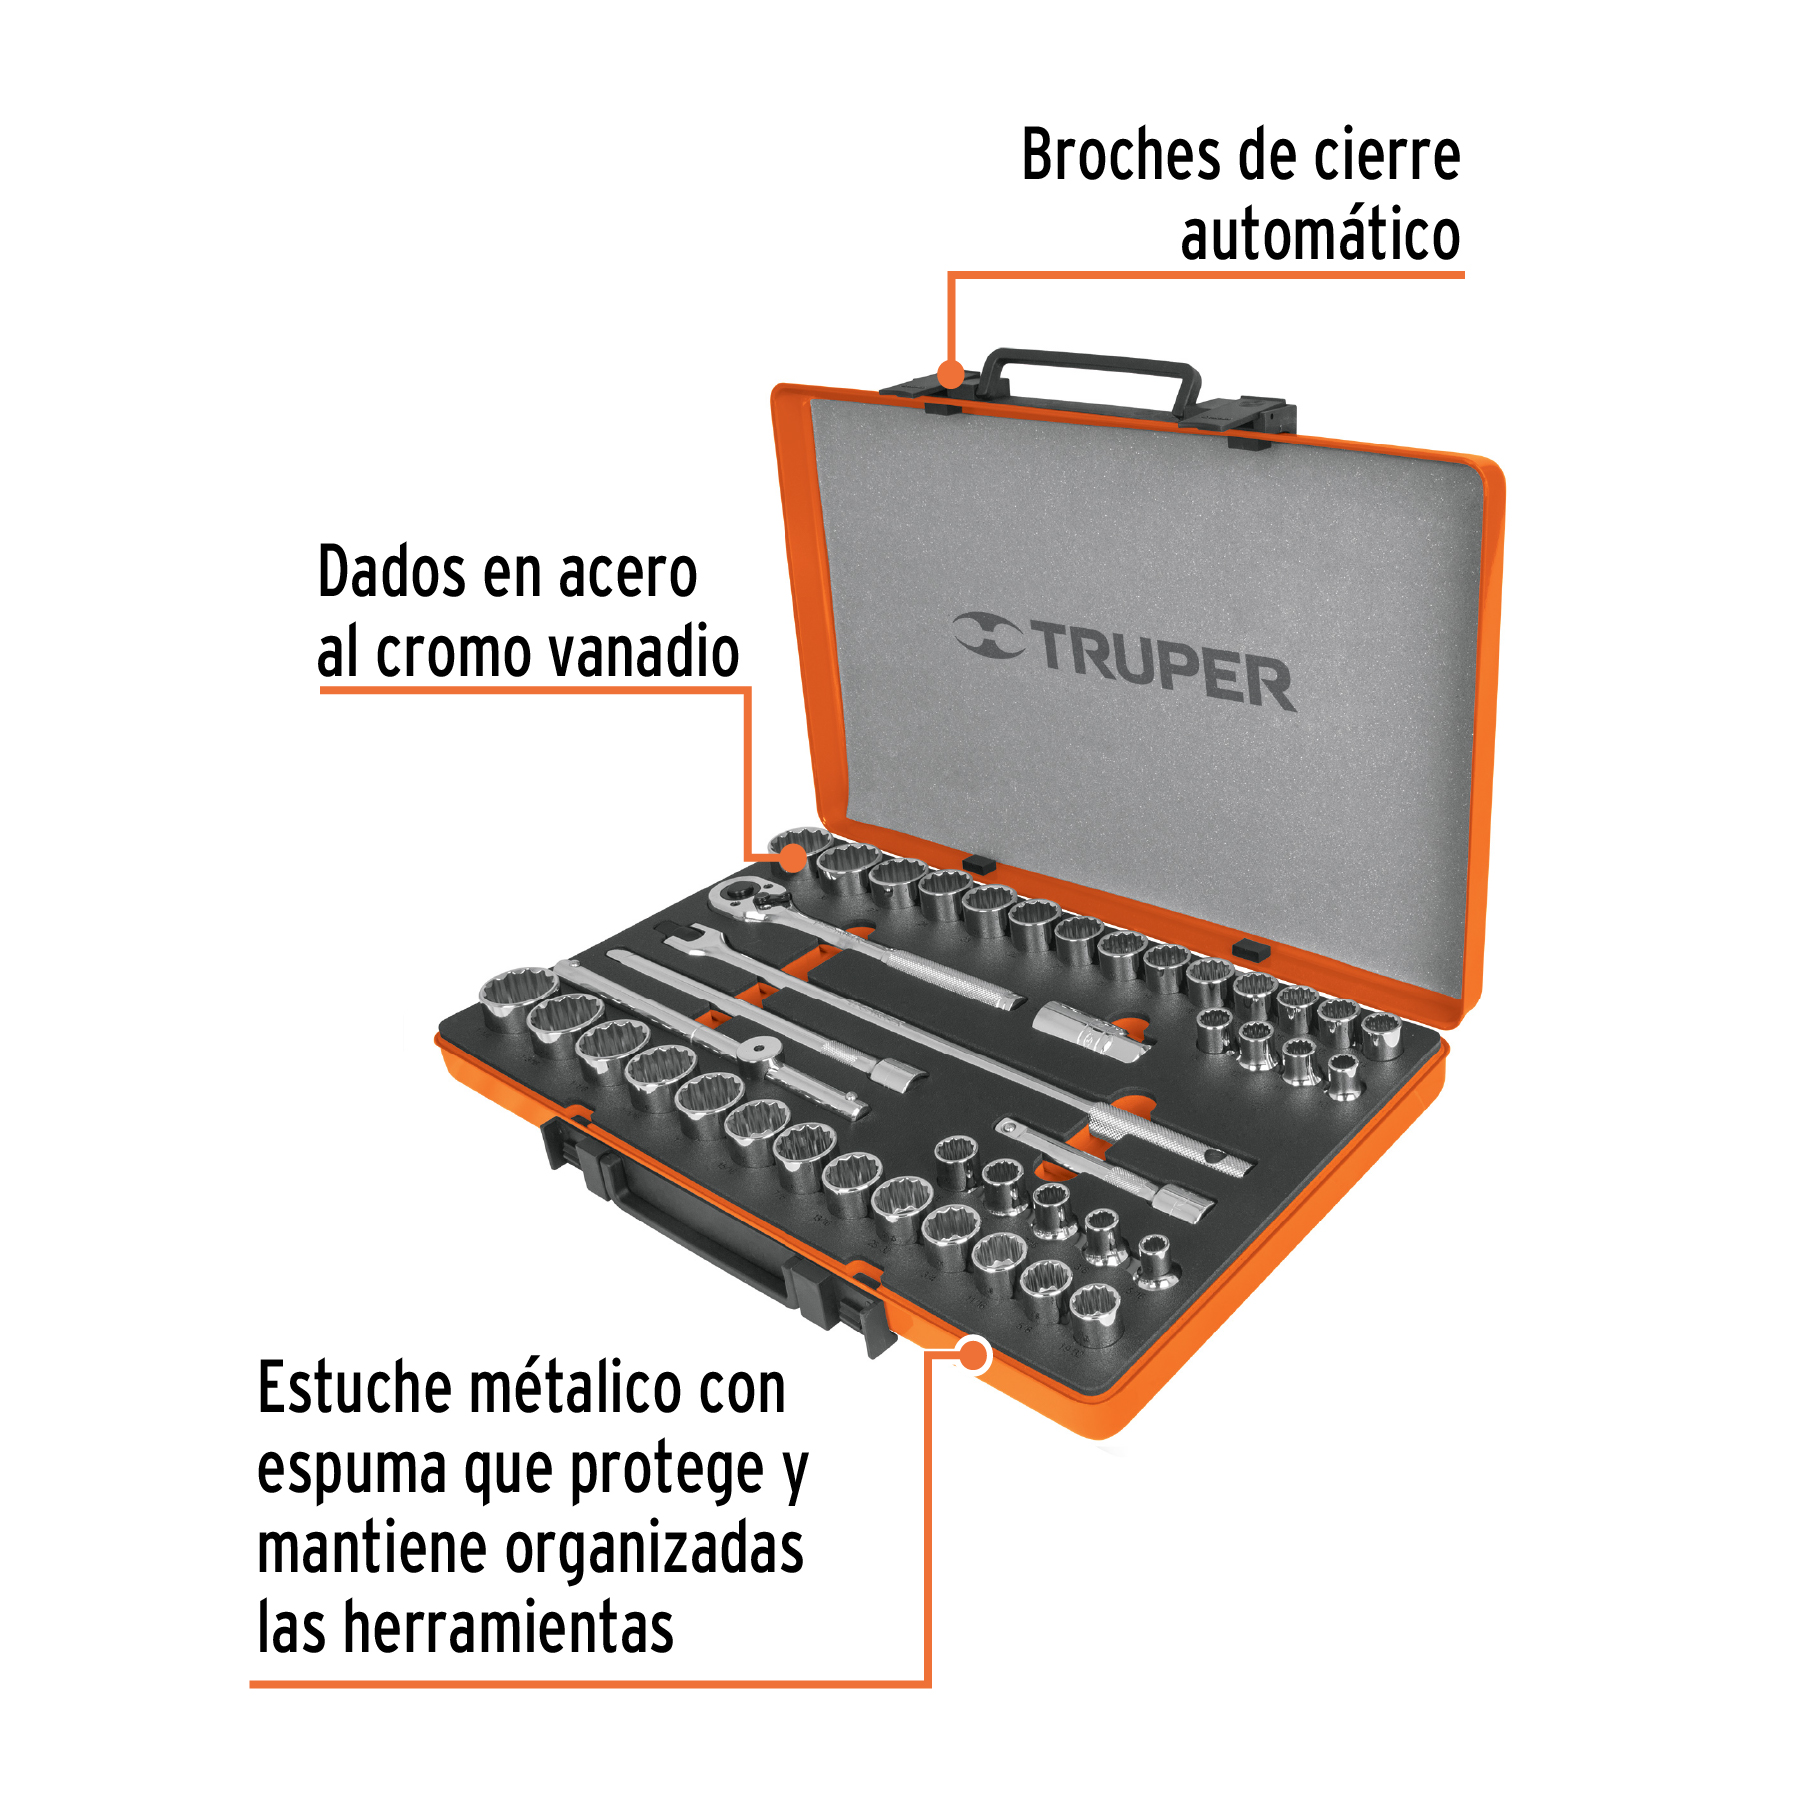 Broches de cierre
automático
Dados en acero
al cromo vanadio
TRUPER
Estuche métalico con
espuma que protege y
mantiene organizadas
las herramientas